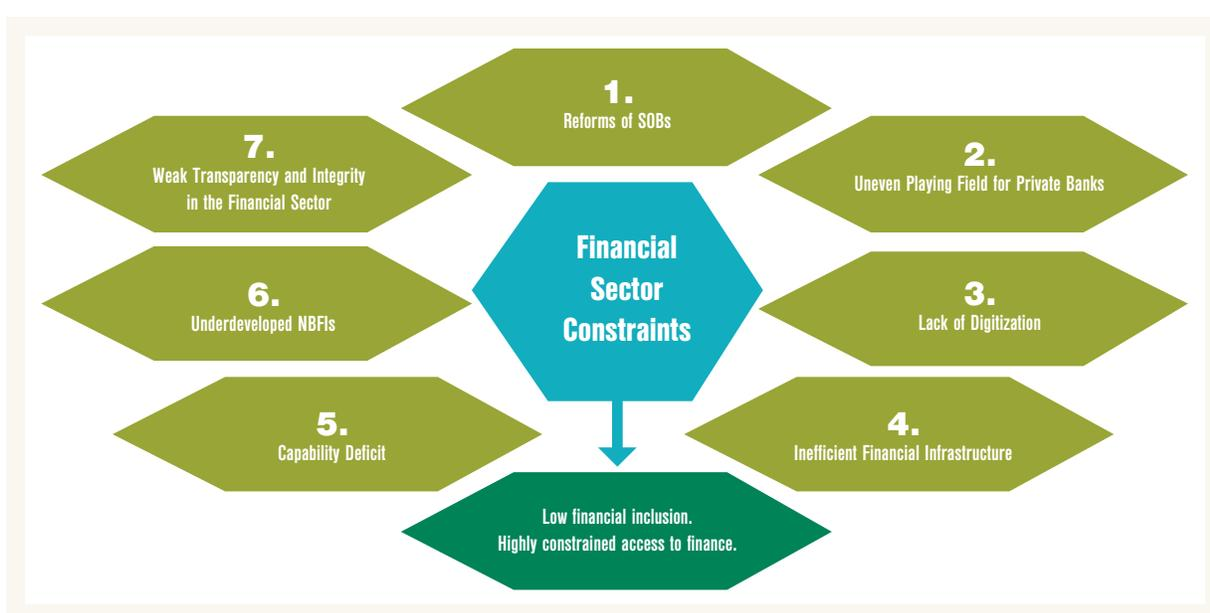 1.
Reforms of SOBs
2.
Uneven Playing Field for Private Banks
3.
Lack of Digitization
4.
Inefficient Financial Infrastructure
5.
Capability Deficit
6.
Underdeveloped NBFIs
7.
Weak Transparency and Integrity
in the Financial Sector
Financial
Sector
Constraints
Low financial inclusion.
Highly constrained access to finance.